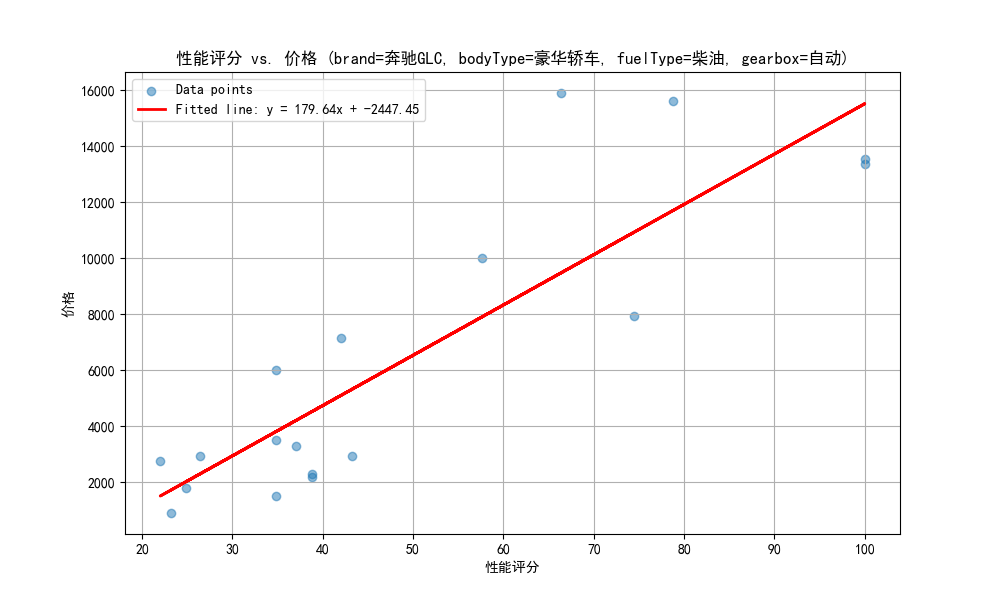 性能评分 vs. 价格 (brand=奔驰GLC, bodyType=豪华轿车, fuelType=柴油, gearbox=自动)
Data points
Fitted line: y = 179.64x + -2447.45
16000
14000
12000
10000
8000
6000
4000
2000
价格
20 30 40 50 60 70 80 90 100
性能评分